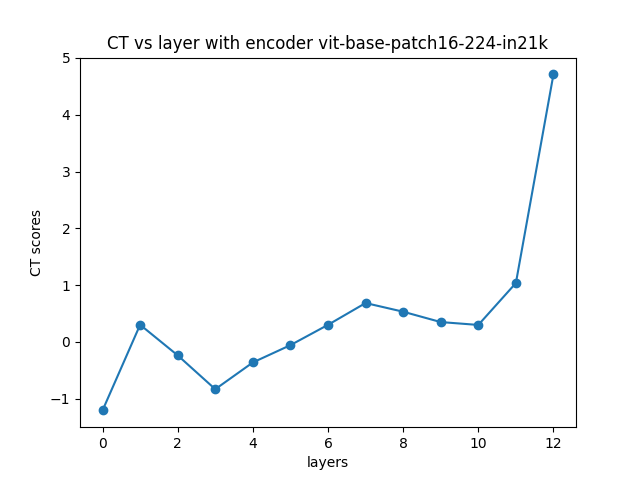 CT vs layer with encoder vit-base-patch16-224-in21k
5
4
3
2
1
0
−1
CT scores
0 2 4 6 8 10 12
layers